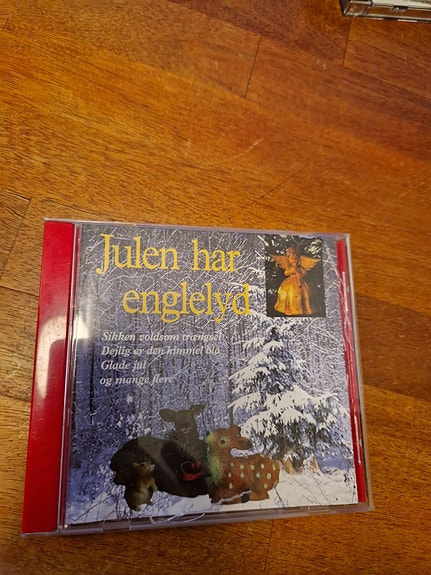 Julen har
englelyd
Sikken voldsom trængsel
Dejlig er den himmel blå
Glade jul
og mange flere